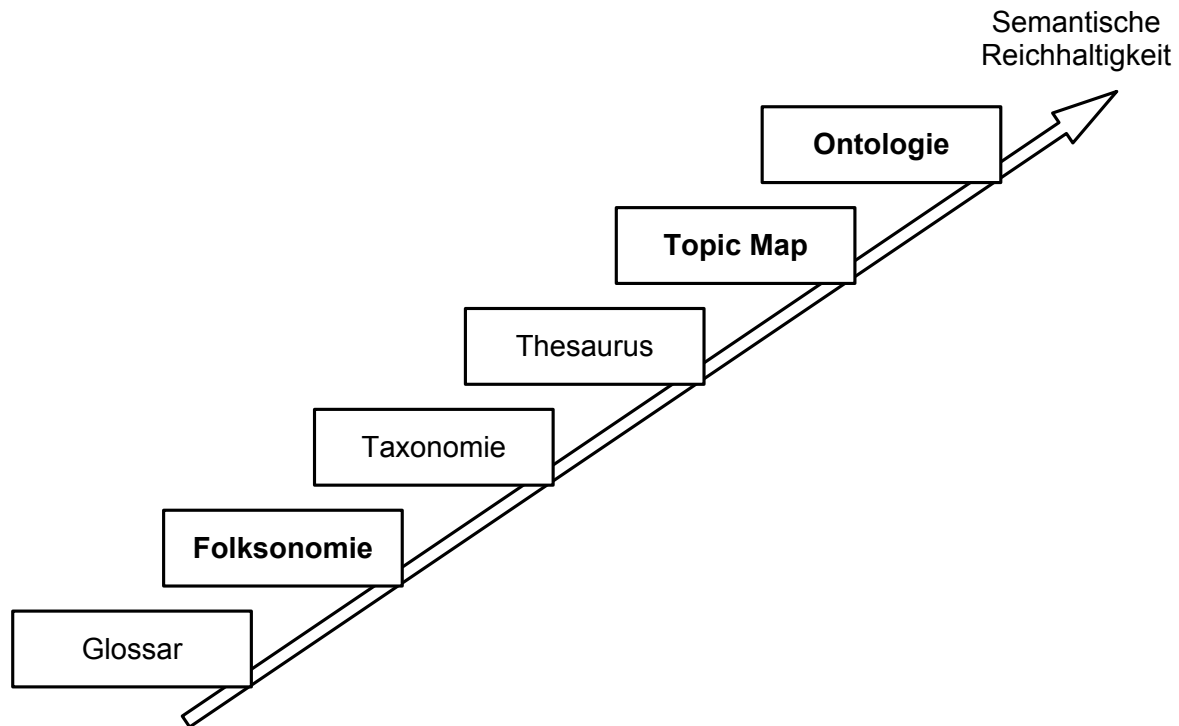 Semantische
Reichhaltigkeit
Ontologie
Topic Map
Thesaurus
Taxonomie
Folksonomie
Glossar